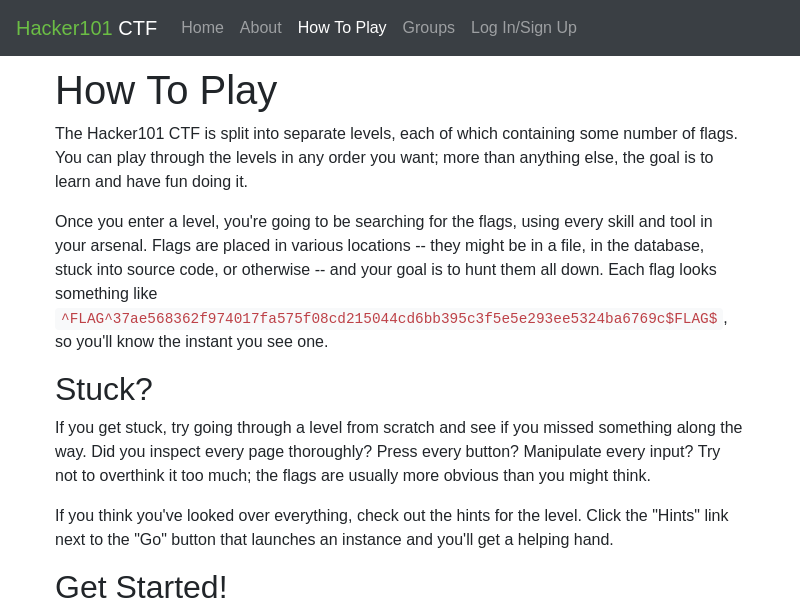 Hacker101 CTF Home About How To Play Groups Log In/Sign Up
How To Play
The Hacker101 CTF is split into separate levels, each of which containing some number of flags.
You can play through the levels in any order you want; more than anything else, the goal is to
learn and have fun doing it.
Once you enter a level, you're going to be searching for the flags, using every skill and tool in
your arsenal. Flags are placed in various locations -- they might be in a file, in the database,
stuck into source code, or otherwise -- and your goal is to hunt them all down. Each flag looks
something like
^FLAG^37ae568362f974017fa575f08cd215044cd6bb395c3f5e5e293ee5324ba6769c$FLAG$ ,
so you'll know the instant you see one.
Stuck?
If you get stuck, try going through a level from scratch and see if you missed something along the
way. Did you inspect every page thoroughly? Press every button? Manipulate every input? Try
not to overthink it too much; the flags are usually more obvious than you might think.
If you think you've looked over everything, check out the hints for the level. Click the "Hints" link
next to the "Go" button that launches an instance and you'll get a helping hand.
Get Started!